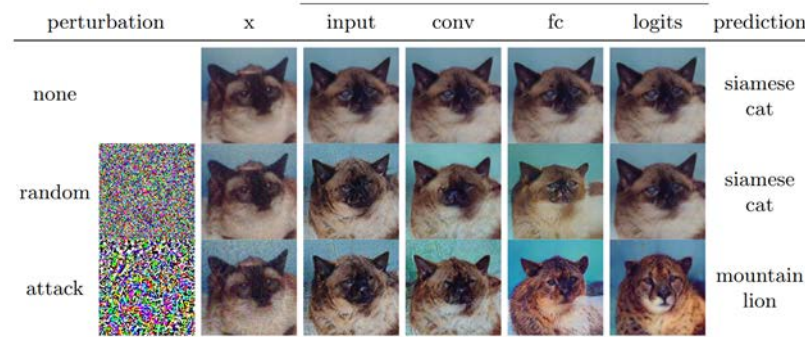 perturbation x input conv fc logits prediction
none siamese
cat
random siamese
cat
attack mountain
lion